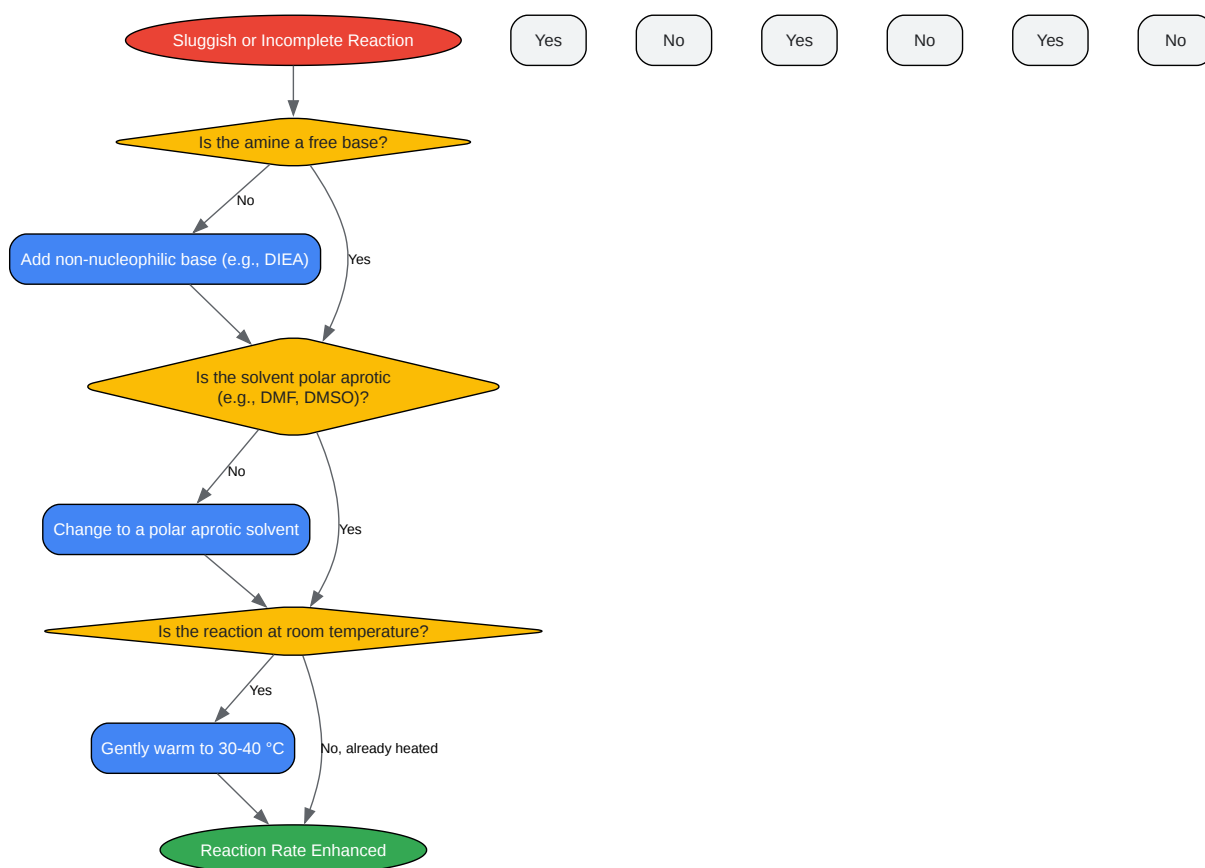 Sluggish or Incomplete Reaction
Yes
No
Yes
No
Yes
No
Is the amine a free base?
No
Add non-nucleophilic base (e.g., DIEA)
Yes
Is the solvent polar aprotic
(e.g., DMF, DMSO)?
No
Change to a polar aprotic solvent
Yes
Is the reaction at room temperature?
Yes
Gently warm to 30-40 °C
No, already heated
Reaction Rate Enhanced